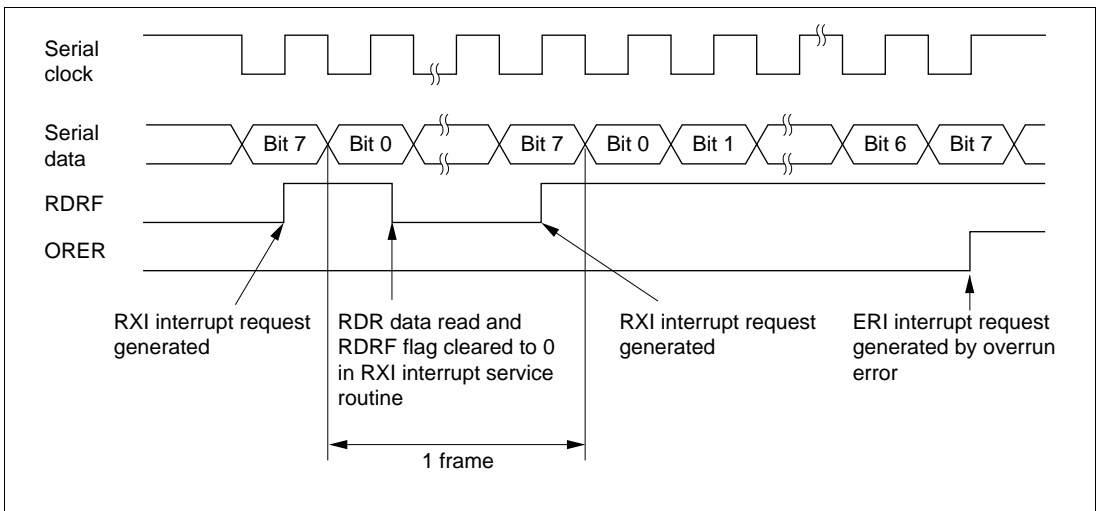 Serial
clock
Serial
data
Bit 7
Bit 0
Bit 7
Bit 0
Bit 1
Bit 6
Bit 7
RDRF
ORER
RXI interrupt request
generated
RDR data read and
RDRF flag cleared to 0
in RXI interrupt service
routine
RXI interrupt request
generated
ERI interrupt request
generated by overrun
error
1 frame